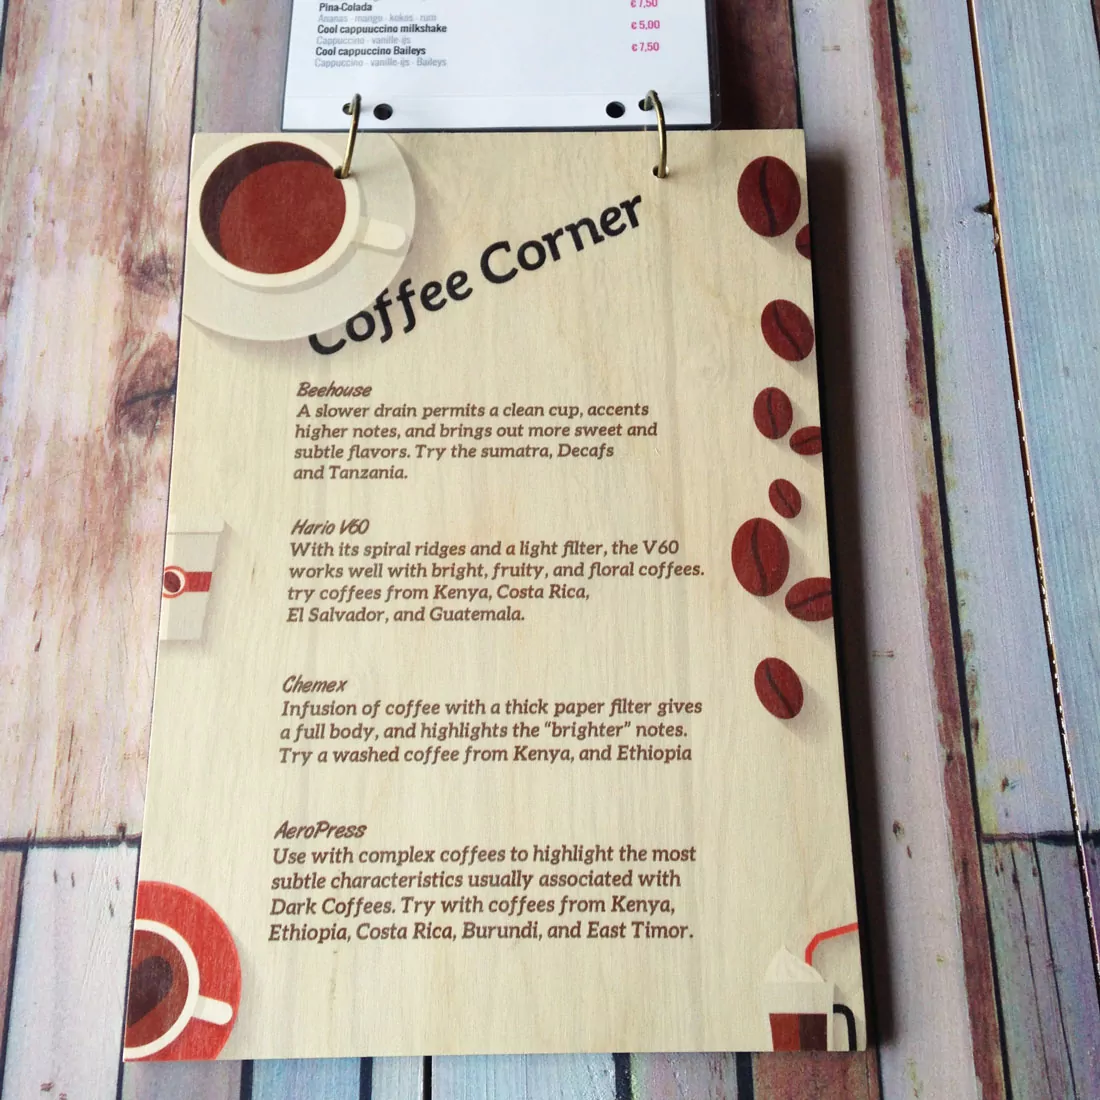 € 7,50
Pina-Colada
Ananas - mango - kokos - rum
Cool cappuuccino milkshake € 5,00
Cappuccino - vanille-ijs
Cool cappuccino Baileys € 7,50
Cappuccino - vanille-ijs - Baileys
Coffee Corner
Beehouse
A slower drain permits a clean cup, accents
higher notes, and brings out more sweet and
subtle flavors. Try the sumatra, Decafs
and Tanzania.
Hario V60
With its spiral ridges and a light filter, the V60
works well with bright, fruity, and floral coffees.
try coffees from Kenya, Costa Rica,
El Salvador, and Guatemala.
Chemex
Infusion of coffee with a thick paper filter gives
a full body, and highlights the “brighter” notes.
Try a washed coffee from Kenya, and Ethiopia
AeroPress
Use with complex coffees to highlight the most
subtle characteristics usually associated with
Dark Coffees. Try with coffees from Kenya,
Ethiopia, Costa Rica, Burundi, and East Timor.